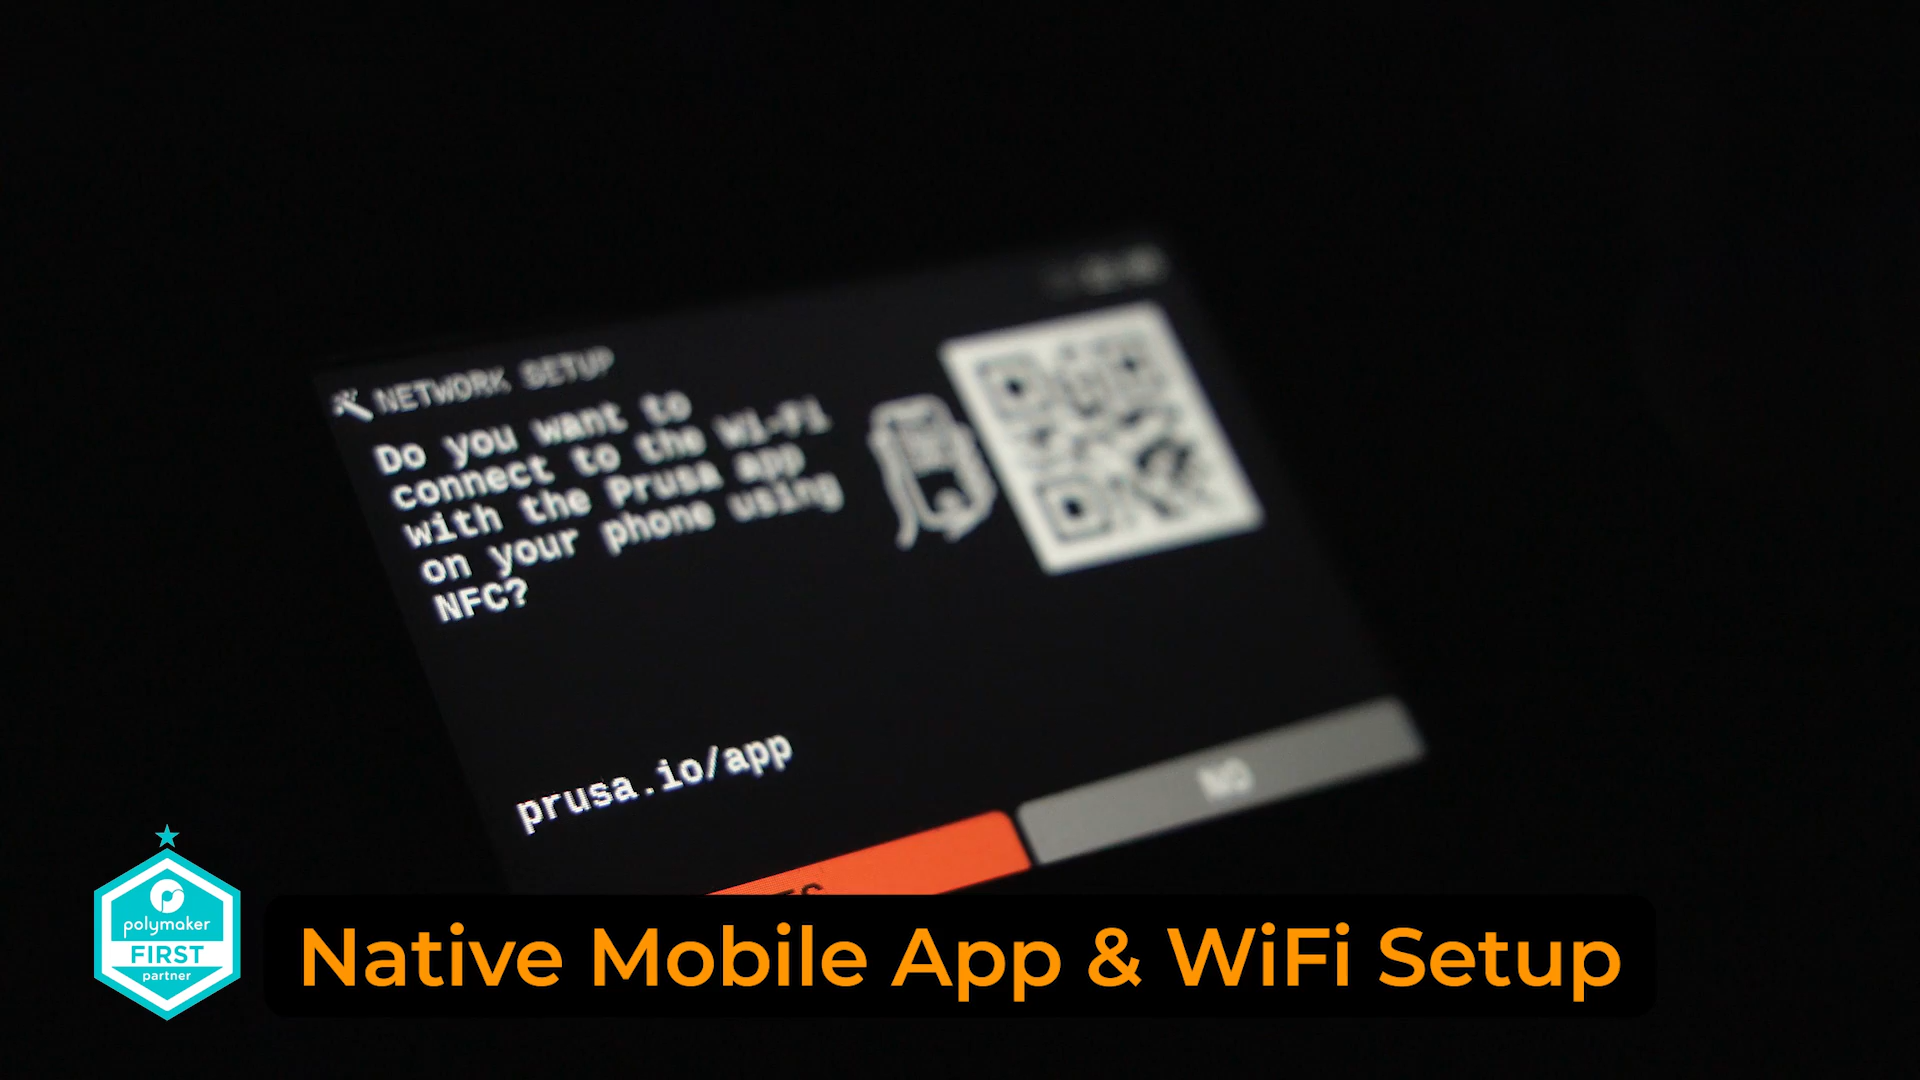 NETWORK SETUP
Do you want to
connect to the Wi-Fi
with the Prusa app
on your phone using
NFC?
prusa.io/app
NO
polymaker
FIRST
partner
Native Mobile App & WiFi Setup